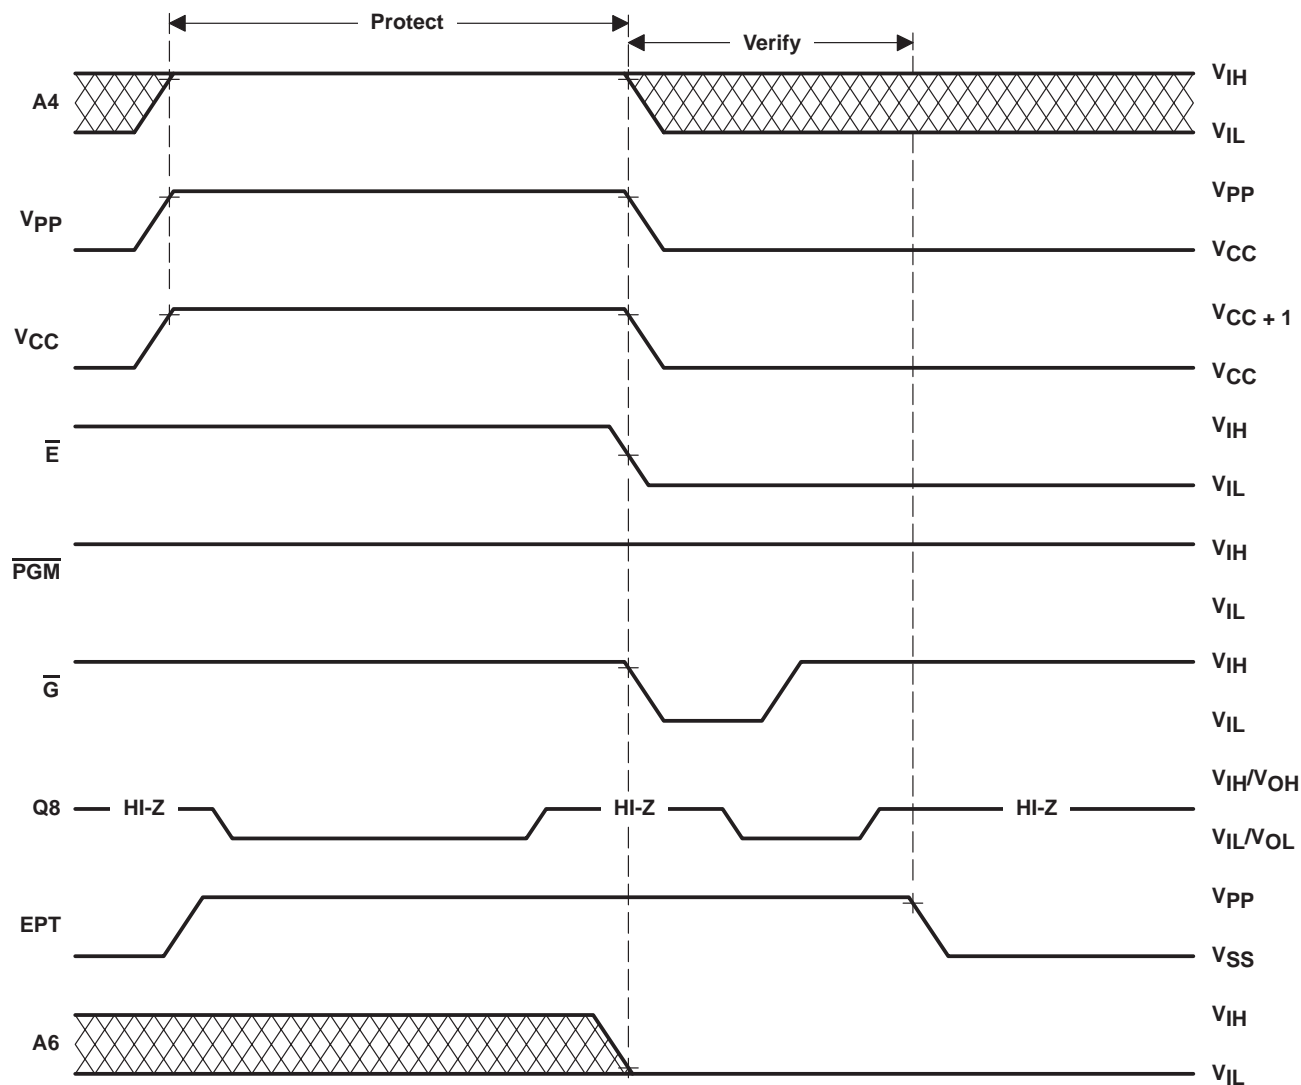 Protect
Verify
A4
VIH
VIL
VPP
VPP
VCC
VCC
VCC + 1
VCC
E
VIH
VIL
PGM
VIH
VIL
G
VIH
VIL
Q8
HI-Z
HI-Z
HI-Z
VIH/VOH
VIL/VOL
EPT
VPP
VSS
A6
VIH
VIL